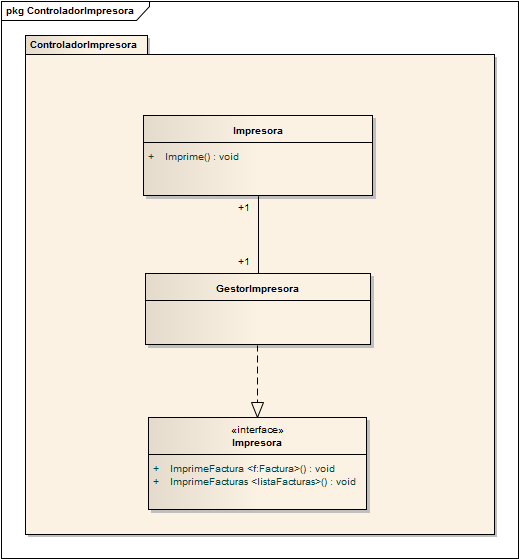 pkg ControladorImpresora
ControladorImpresora
Impresora
+ Imprime() : void
+1
+1
GestorImpresora
«interface»
Impresora
+ ImprimeFactura <f:Factura>() : void
+ ImprimeFacturas <listaFacturas>() : void